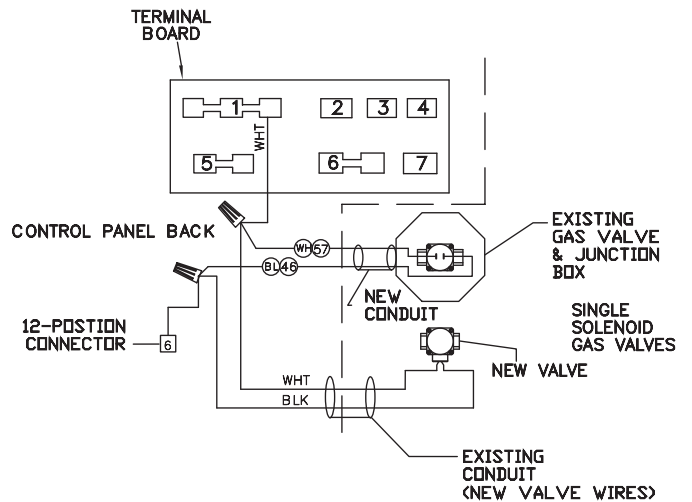 TERMINAL
BOARD
1
2
3
4
WHT
5
6
7
CONTROL PANEL BACK
WH 57
BL 46
EXISTING
GAS VALVE
& JUNCTION
BOX
NEW
CONDUIT
12-POSTION
CONNECTOR
6
SINGLE
SOLENOID
GAS VALVES
NEW VALVE
WHT
BLK
EXISTING
CONDUIT
(NEW VALVE WIRES)